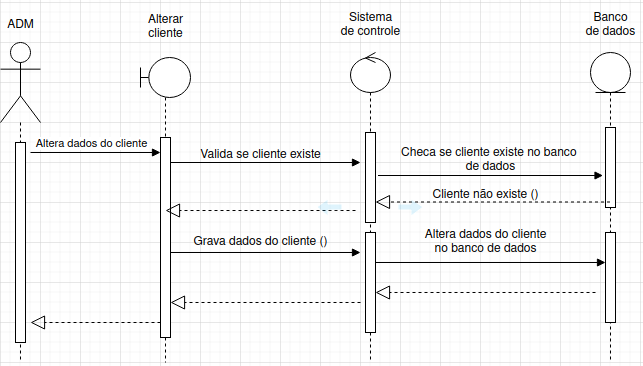 ADM
Alterar
cliente
Sistema
de controle
Banco
de dados
Altera dados do cliente
Valida se cliente existe
Checa se cliente existe no banco
de dados
Cliente não existe ()
Grava dados do cliente ()
Altera dados do cliente
no banco de dados